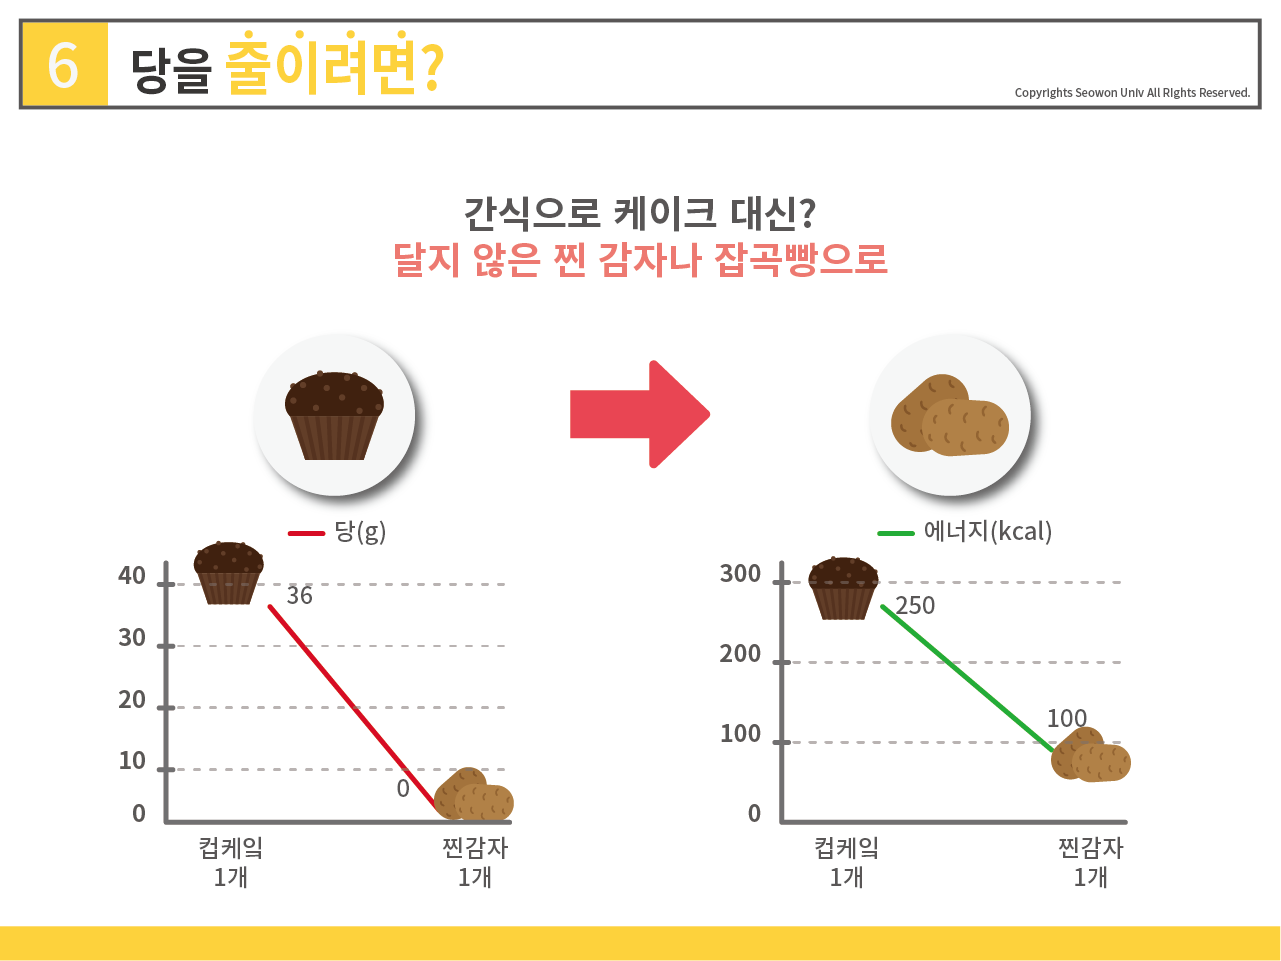 6
당을 줄이려면?
Copyrights Seowon Univ All Rights Reserved.
간식으로 케이크 대신?
달지 않은 찐 감자나 잡곡빵으로
당(g)
40
30
20
10
0
36
0
컵케잌
1개
찐감자
1개
에너지(kcal)
300
200
100
0
250
100
컵케잌
1개
찐감자
1개